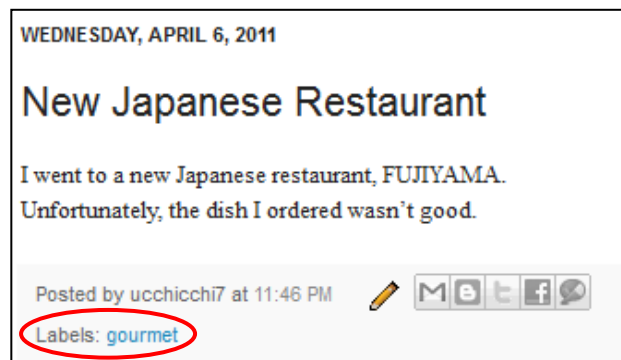 WEDNESDAY, APRIL 6, 2011
New Japanese Restaurant
I went to a new Japanese restaurant, FUJIYAMA.
Unfortunately, the dish I ordered wasn't good.
Posted by ucchicchi7 at 11:46 PM
Labels: gourmet